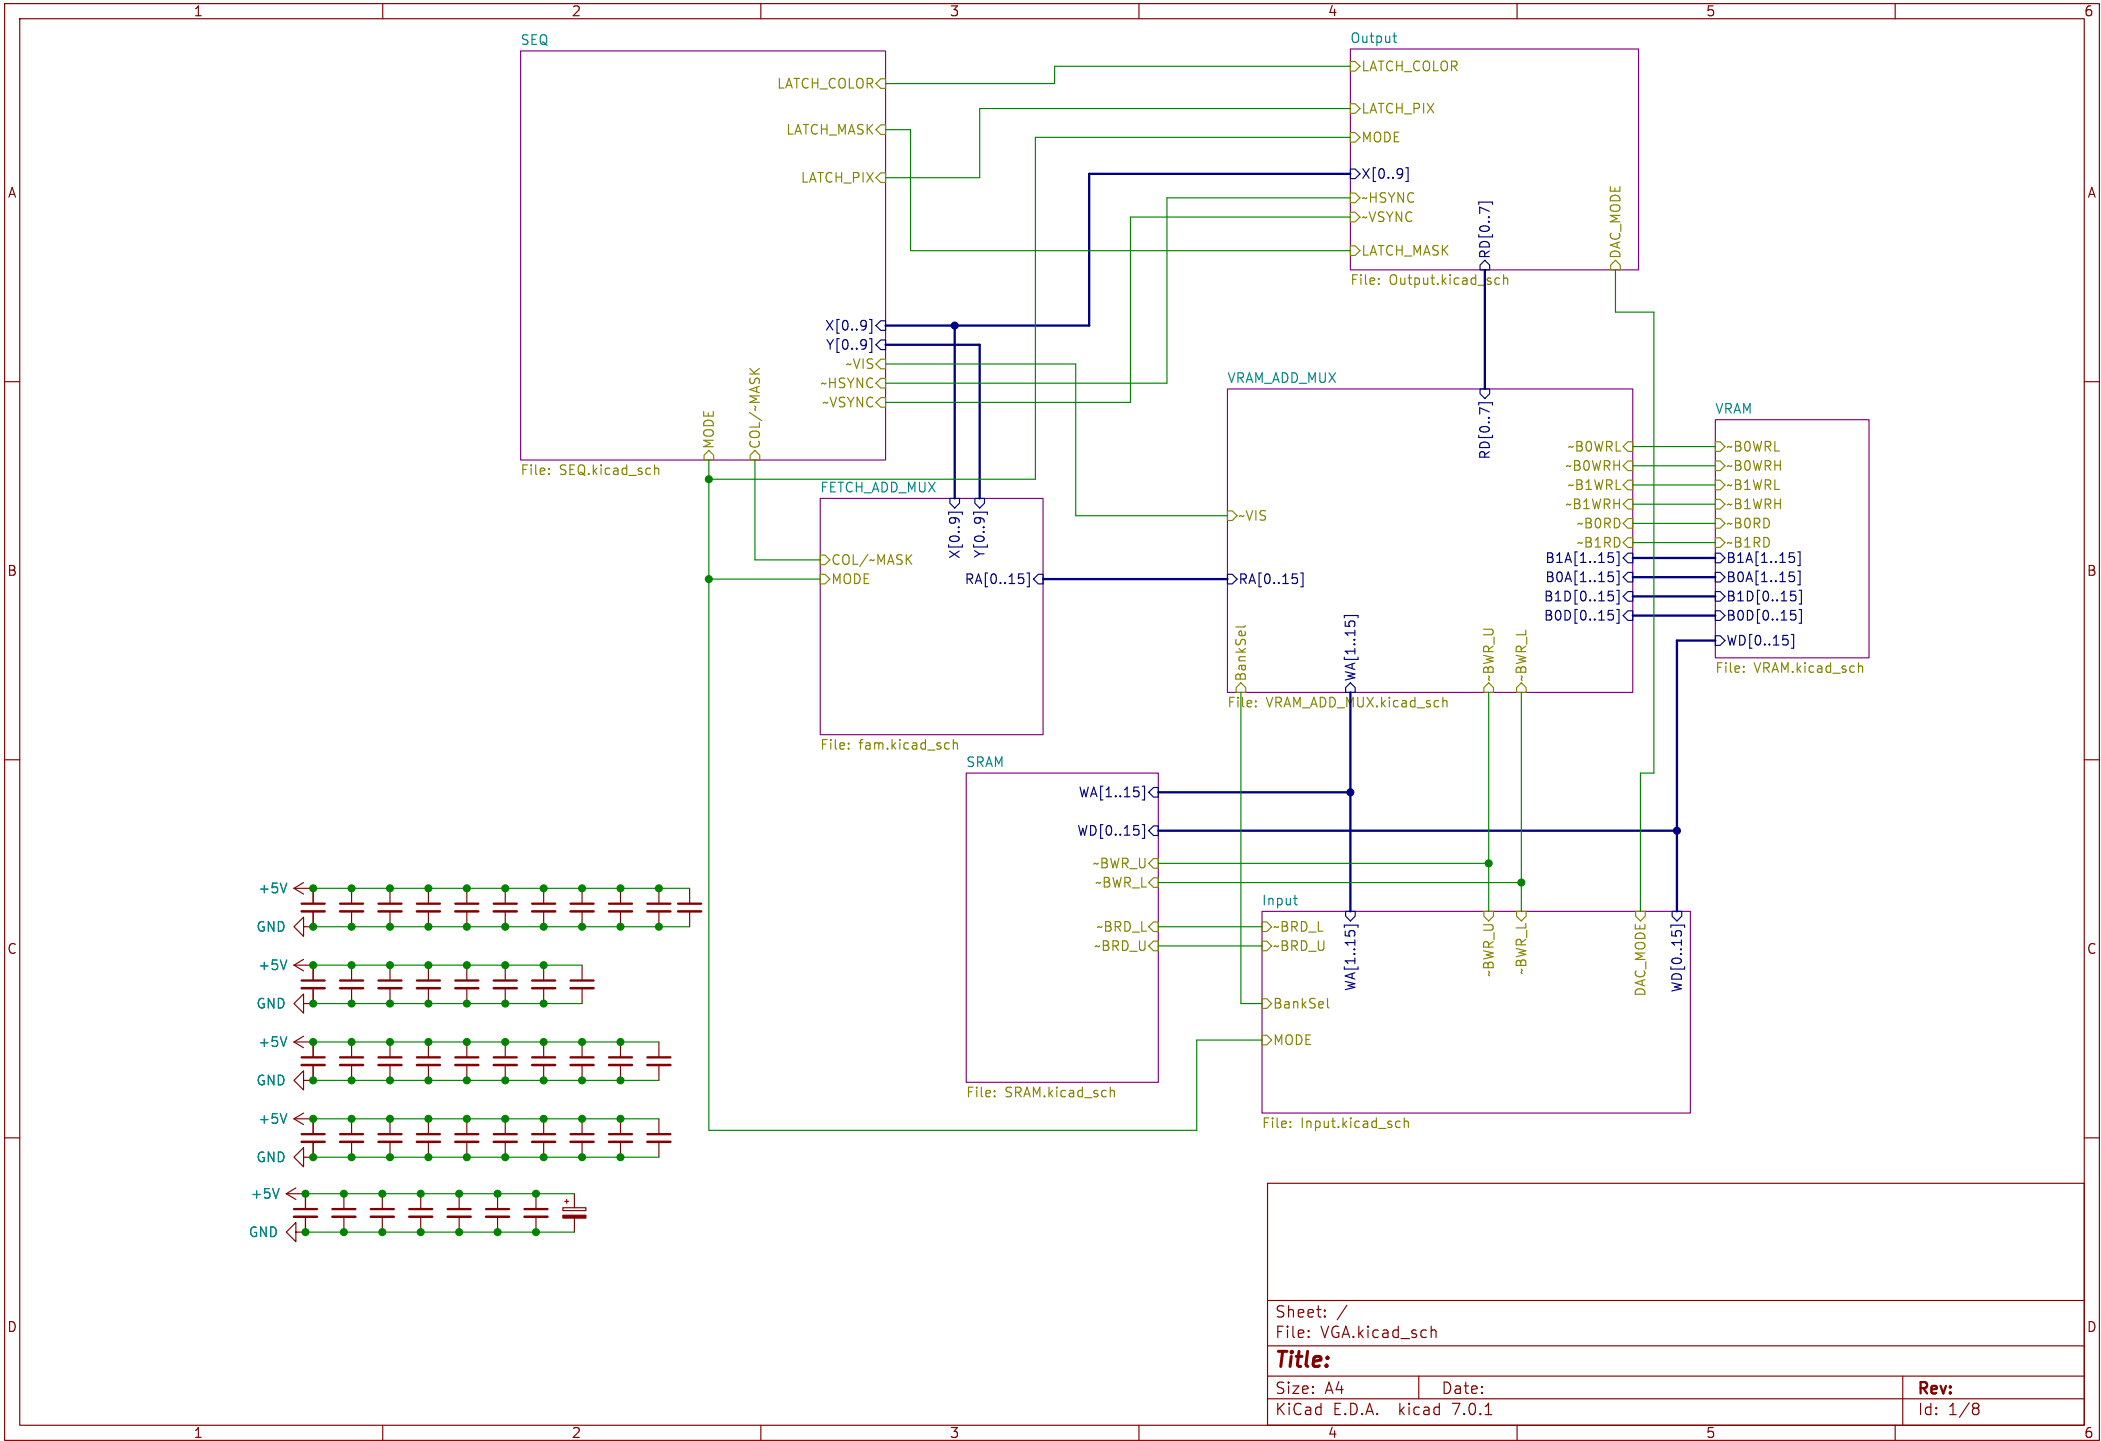 1 2 3 4 5 6
A
B
C
D
A
B
C
D
SEQ
LATCH_COLOR
LATCH_MASK
LATCH_PIX
X[0..9]
Y[0..9]
~VIS
~HSYNC
~VSYNC
MODE
COL/~MASK
File: SEQ.kicad_sch
Output
LATCH_COLOR
LATCH_PIX
MODE
X[0..9]
~HSYNC
~VSYNC
LATCH_MASK
RD[0..7]
DAC_MODE
File: Output.kicad_sch
FETCH_ADD_MUX
X[0..9]
Y[0..9]
COL/~MASK
MODE
RA[0..15]
File: fam.kicad_sch
VRAM_ADD_MUX
RD[0..7]
~VIS
RA[0..15]
BankSel
WA[1..15]
~BWR_U
~BWR_L
~B0WRL
~B0WRH
~B1WRL
~B1WRH
~B0RD
~B1RD
B1A[1..15]
B0A[1..15]
B1D[0..15]
B0D[0..15]
File: VRAM_ADD_MUX.kicad_sch
VRAM
~B0WRL
~B0WRH
~B1WRL
~B1WRH
~B0RD
~B1RD
B1A[1..15]
B0A[1..15]
B1D[0..15]
B0D[0..15]
WD[0..15]
File: VRAM.kicad_sch
SRAM
WA[1..15]
WD[0..15]
~BWR_U
~BWR_L
~BRD_L
~BRD_U
File: SRAM.kicad_sch
Input
~BRD_L
~BRD_U
BankSel
MODE
WA[1..15]
~BWR_U
~BWR_L
DAC_MODE
WD[0..15]
File: Input.kicad_sch
+5V
GND
+5V
GND
+5V
GND
+5V
GND
+5V
+
GND
Sheet: /
File: VGA.kicad_sch
Title:
Size: A4 Date: Rev:
KiCad E.D.A. kicad 7.0.1 Id: 1/8
1 2 3 4 5 6